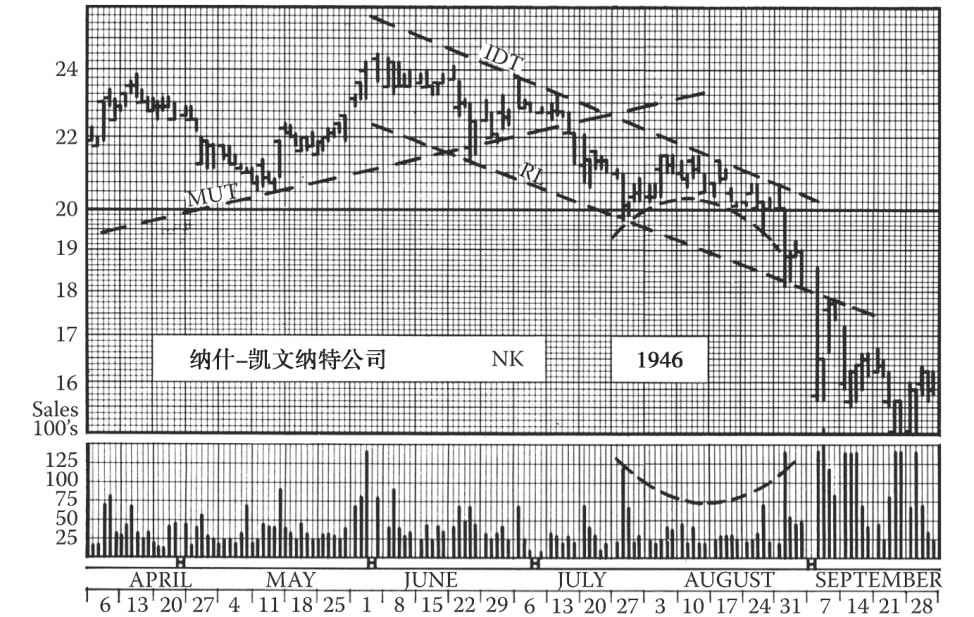 24
IDT
22
RL
MUT
20
19
18
17
纳什–凯文纳特公司 NK 1946
16
Sales
100's
125
100
75
50
25
APRIL MAY JUNE JULY AUGUST SEPTEMBER
6 13 20 27 4 11 18 25 1 8 15 22 29 6 13 20 27 3 10 17 24 31 7 14 21 28